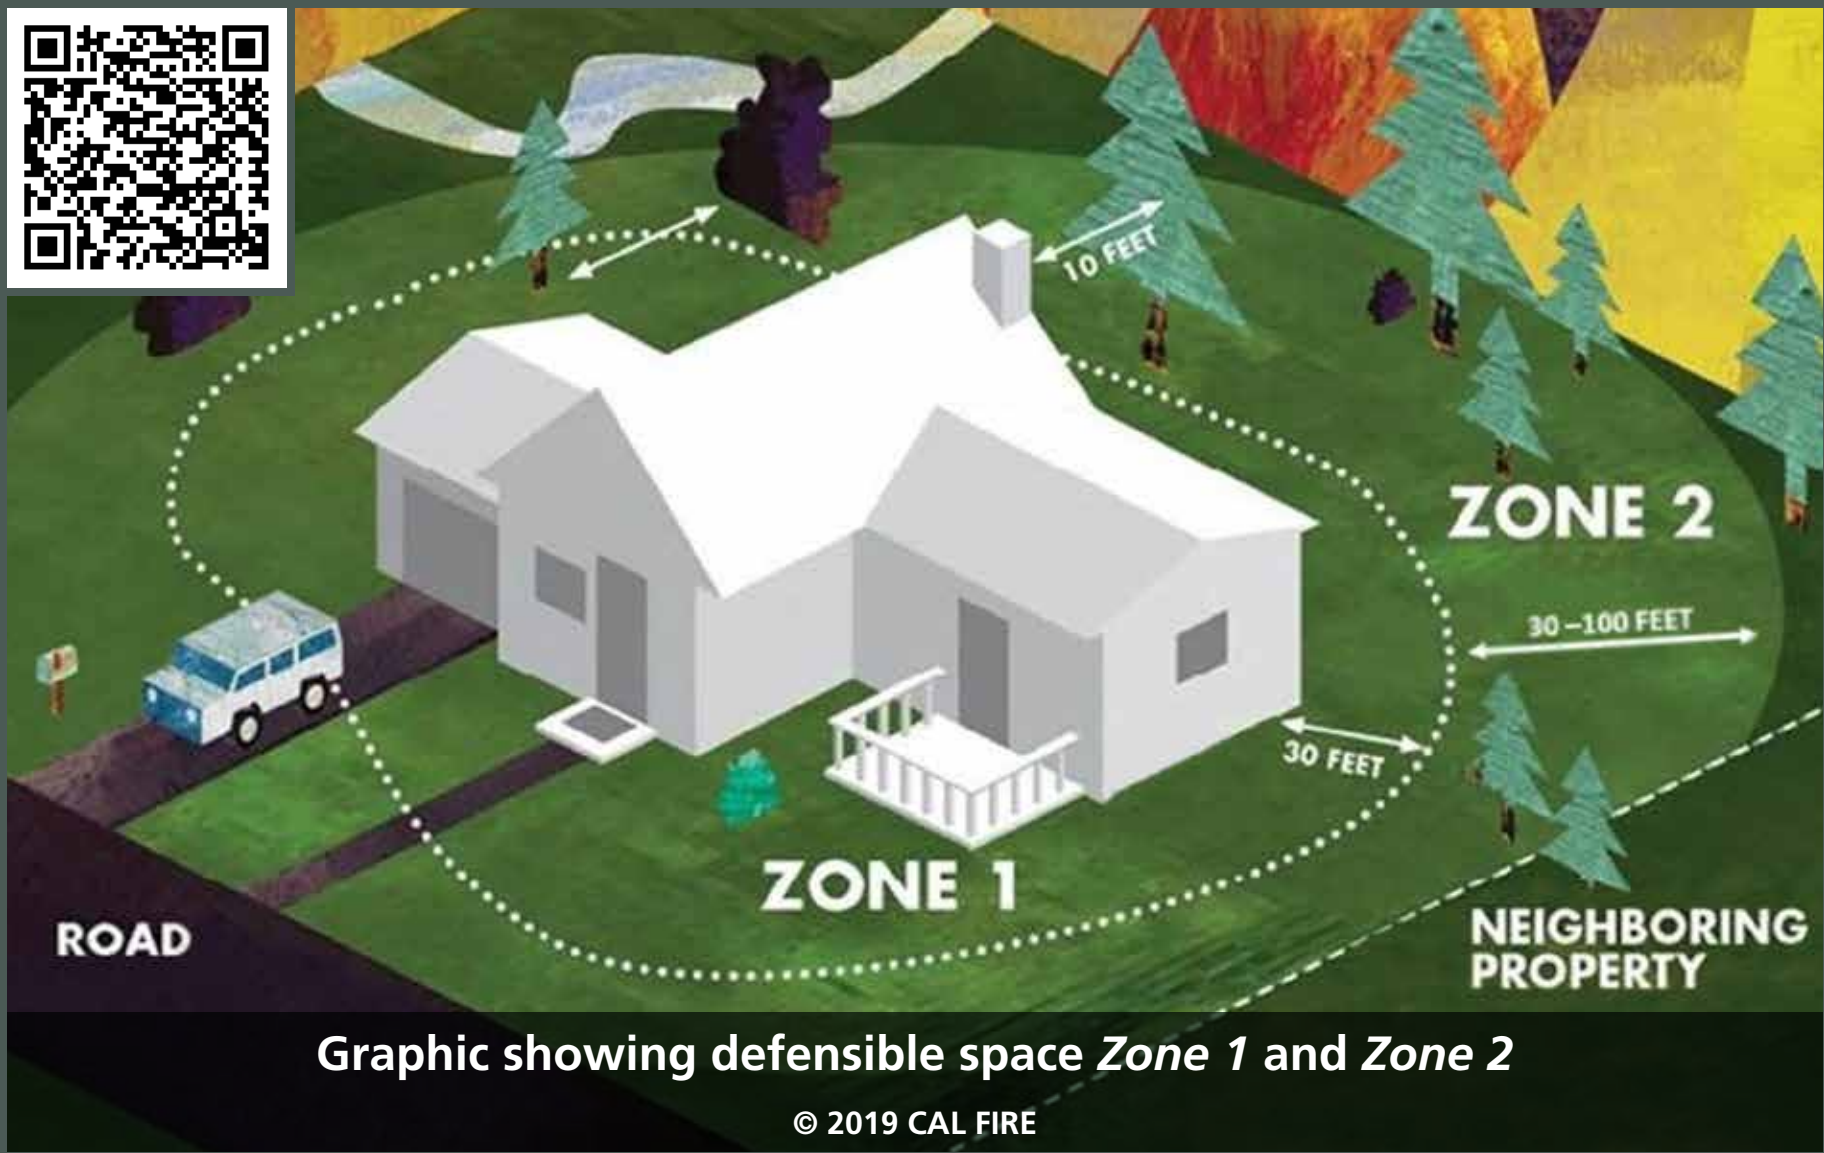 10 FEET
ZONE 2
30–100 FEET
30 FEET
ZONE 1
ROAD
NEIGHBORING
PROPERTY
Graphic showing defensible space Zone 1 and Zone 2
© 2019 CAL FIRE